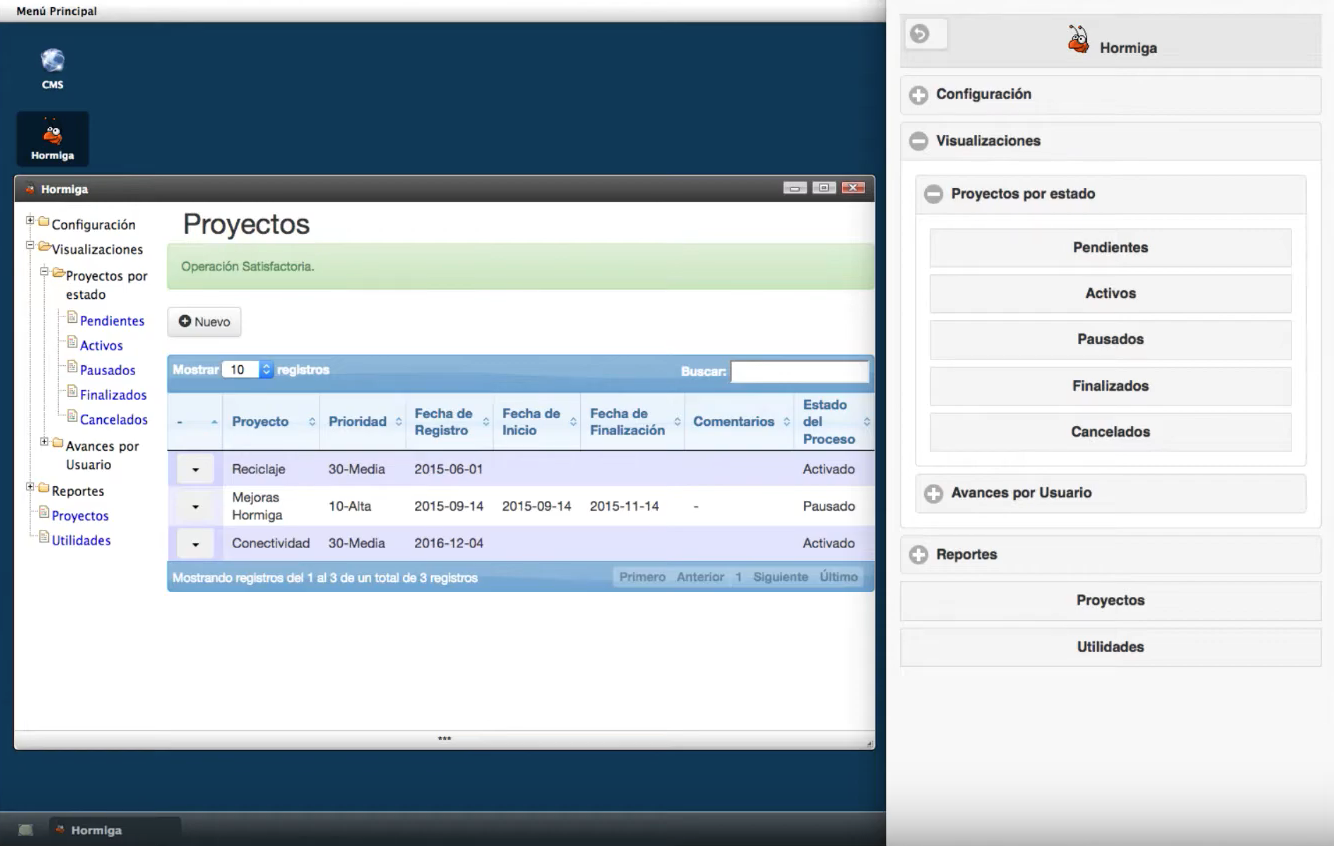 Menú Principal
CMS
Hormiga
Hormiga
Configuración
Visualizaciones
Proyectos por
estado
Pendientes
Activos
Pausados
Finalizados
Cancelados
Avances por
Usuario
Reportes
Proyectos
Utilidades
Proyectos
Operación Satisfactoria.
Nuevo
Mostrar 10 registros Buscar:
- Proyecto Prioridad Fecha de Registro Fecha de Inicio Fecha de Finalización Comentarios Estado del Proceso
Reciclaje 30-Media 2015-06-01 Activado
Mejoras Hormiga 10-Alta 2015-09-14 2015-09-14 2015-11-14 - Pausado
Conectividad 30-Media 2016-12-04 Activado
Mostrando registros del 1 al 3 de un total de 3 registros Primero Anterior 1 Siguiente Último
***
Hormiga
Hormiga
Configuración
Visualizaciones
Proyectos por estado
Pendientes
Activos
Pausados
Finalizados
Cancelados
Avances por Usuario
Reportes
Proyectos
Utilidades